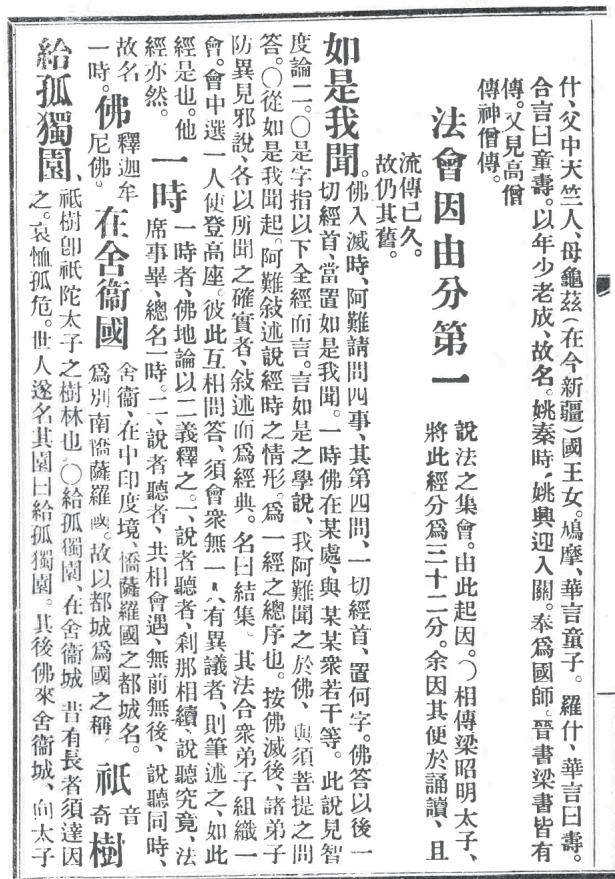 什、父中天竺人、母龜茲（在今新疆）國王女。鳩摩、華言童子。羅什、華言曰壽。
合言曰童壽。以年少老成、故名。姚秦時、姚興迎入關。奉爲國師。晉書梁書皆有
傳。又見高僧
傳神僧傳。
法會因由分第一
說法之集會。由此起因。〇相傳梁昭明太子、
將此經分爲三十二分。余因其便於誦讀、且
流傳已久。
故仍其舊。
如是我聞
。佛入滅時、阿難請問四事、其第四問、一切經首、置何字。佛答以後一
切經首、當置如是我聞。一時佛在某處、與某某衆若干等。此說見智
度論二。〇是字指以下全經而言。言如是之學說、我阿難聞之於佛、與須菩提之問
答。〇從如是我聞起。阿難敍述說經時之情形。爲一經之總序也。按佛滅後、諸弟子
防異見邪說、各以所聞之確實者、敍述而爲經典。名曰結集。其法合衆弟子組織一
會。會中選一人使登高座。彼此互相問答、須會衆無一人有異議者、則筆述之、如此
經是也。他
經亦然。
一時
一時者、佛地論以二義釋之。一、說者聽者、刹那相續、說聽究竟、法
席事畢、總名一時。二、說者聽者、共相會遇、無前無後、說聽同時、
故名
一時。
佛
釋迦牟
尼佛。
在舍衞國
舍衞、在中印度境、憍薩羅國之都城名。
爲別南憍薩羅國。故以都城爲國之稱。
祇
音
奇
樹
給孤獨園、
祇樹卽祇陀太子之樹林也。〇給孤獨園、在舍衞城。昔有長者須達因
之。哀恤孤危。世人遂名其園曰給孤獨園。其後佛來舍衞城、向太子